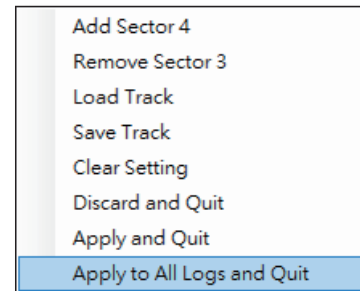 Add Sector 4
Remove Sector 3
Load Track
Save Track
Clear Setting
Discard and Quit
Apply and Quit
Apply to All Logs and Quit